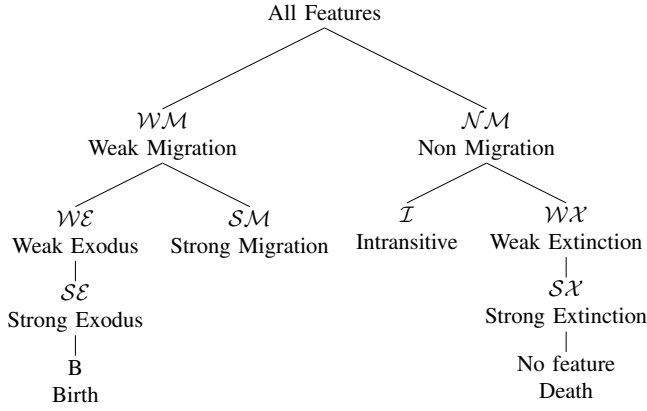 All Features
𝒲ℳ
Weak Migration
𝒩ℳ
Non Migration
𝒲ℰ
Weak Exodus
𝒮ℳ
Strong Migration
ℐ
Intransitive
𝒲𝒳
Weak Extinction
𝒮ℰ
Strong Exodus
𝒮𝒳
Strong Extinction
B
Birth
No feature
Death